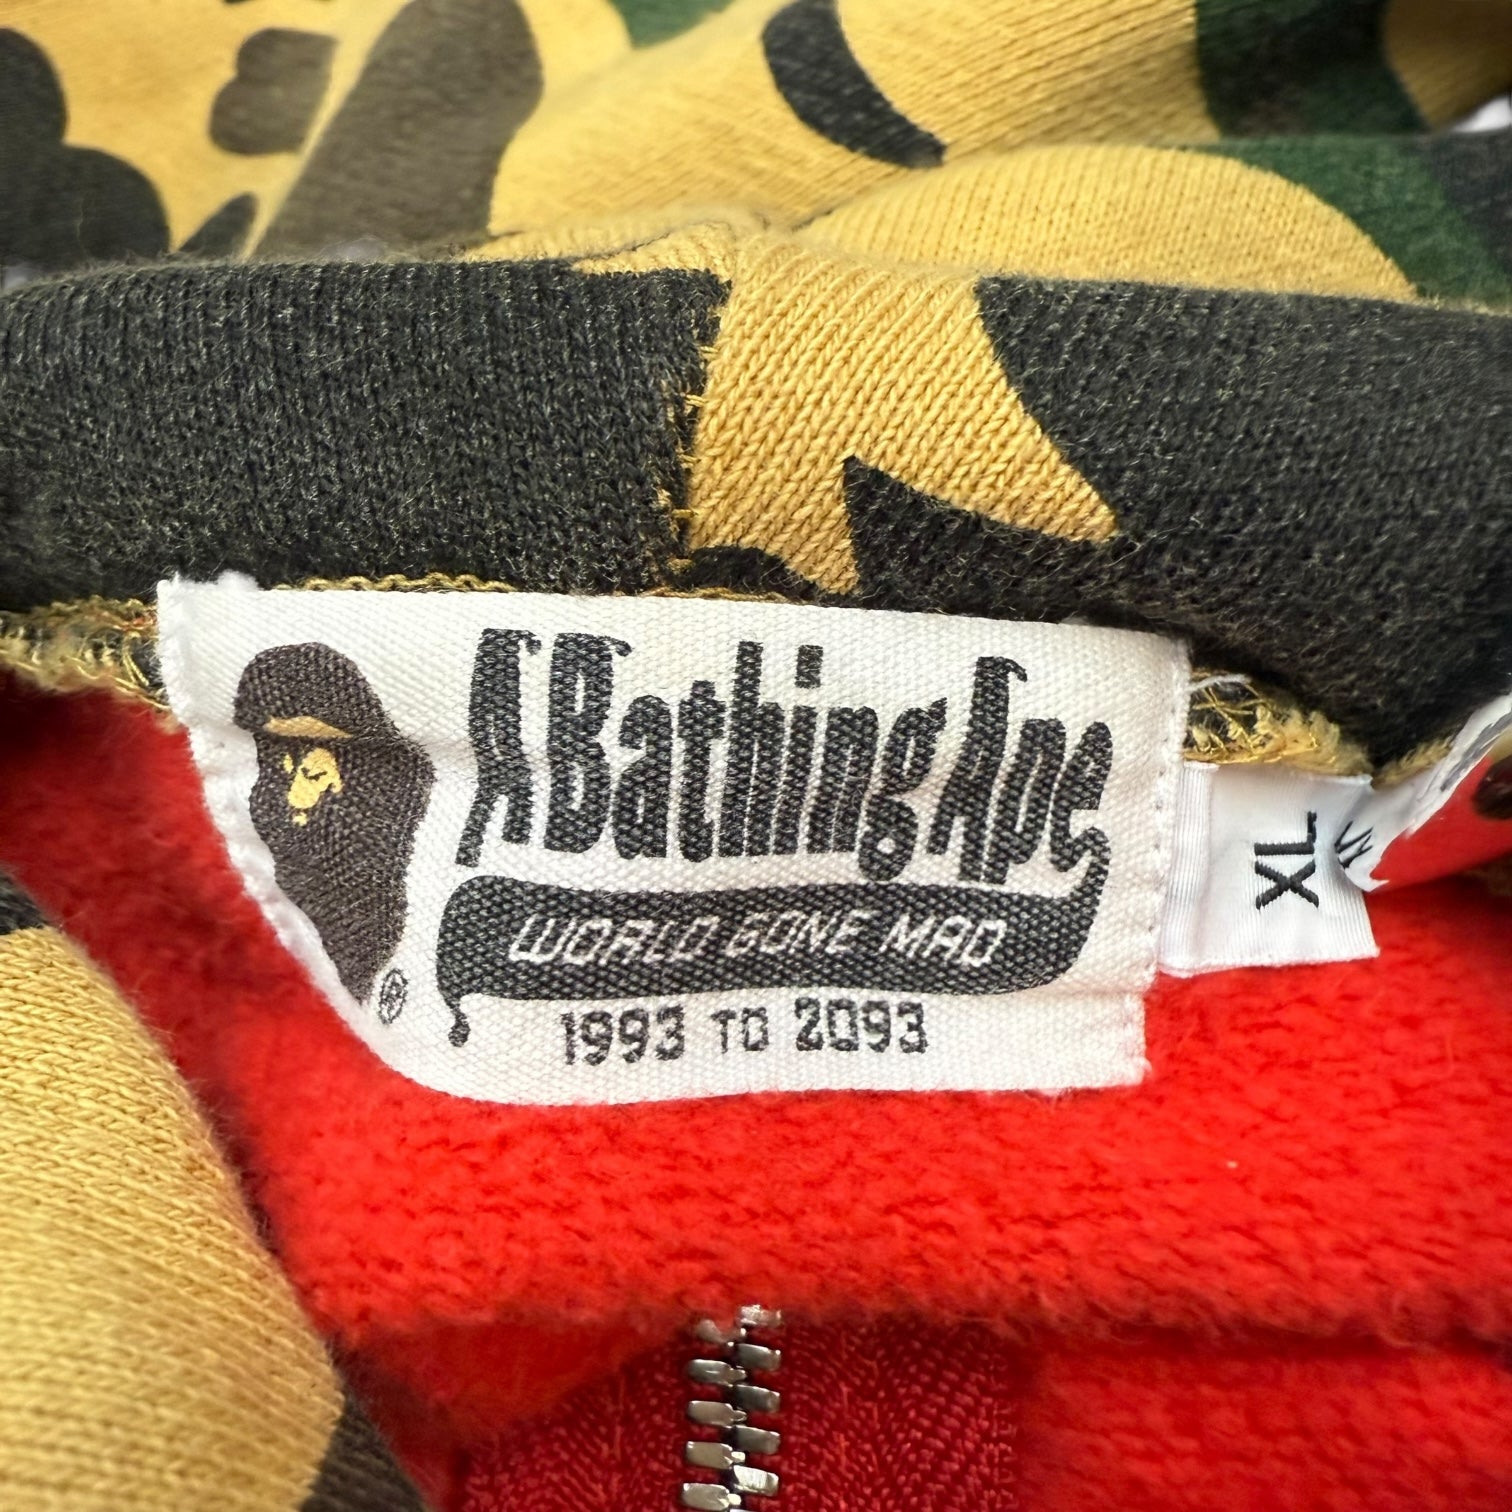 A Bathing Ape
WORLD GONE MAD
1993 TO 2093
®
XL